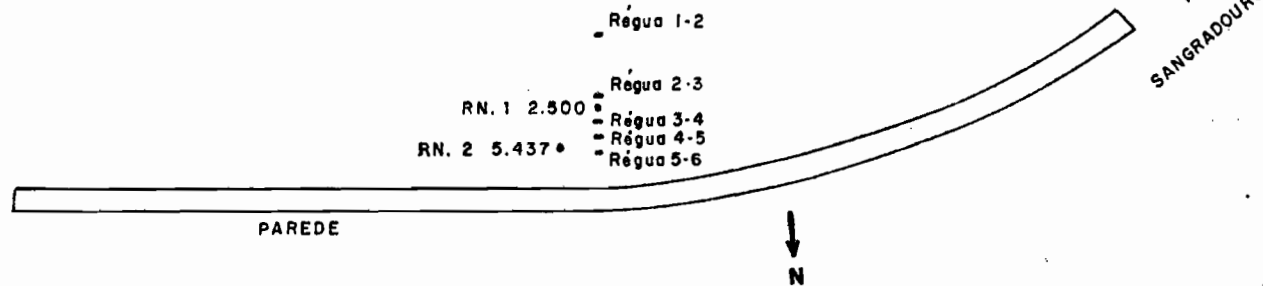 Régua 1-2
SANGRADOUR
Régua 2-3
RN. 1 2.500
Régua 3-4
Régua 4-5
RN. 2 5.437
Régua 5-6
PAREDE
N